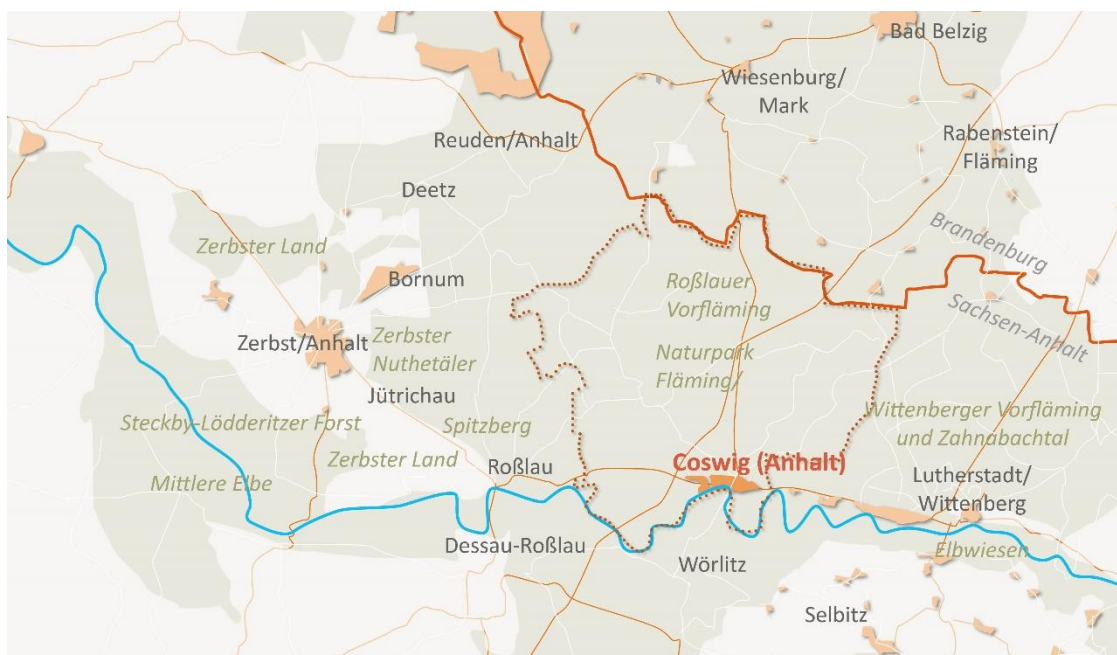 Bad Belzig
Wiesenburg/
Mark
Reuden/Anhalt
Rabenstein/
Fläming
Deetz
Brandenburg
Zerbster Land
Bornum
Roßlauer
Vorfläming
Sachsen-Anhalt
Zerbst/Anhalt
Zerbster
Nuthetäler
Naturpark
Fläming/
Jütrichau
Steckby-Lödderitzer Forst
Spitzberg
Wittenberger Vorfläming
und Zahnabachtal
Zerbster Land
Roßlau
Coswig (Anhalt)
Mittlere Elbe
Lutherstadt/
Wittenberg
Dessau-Roßlau
Wörlitz
Elbwiesen
Selbitz